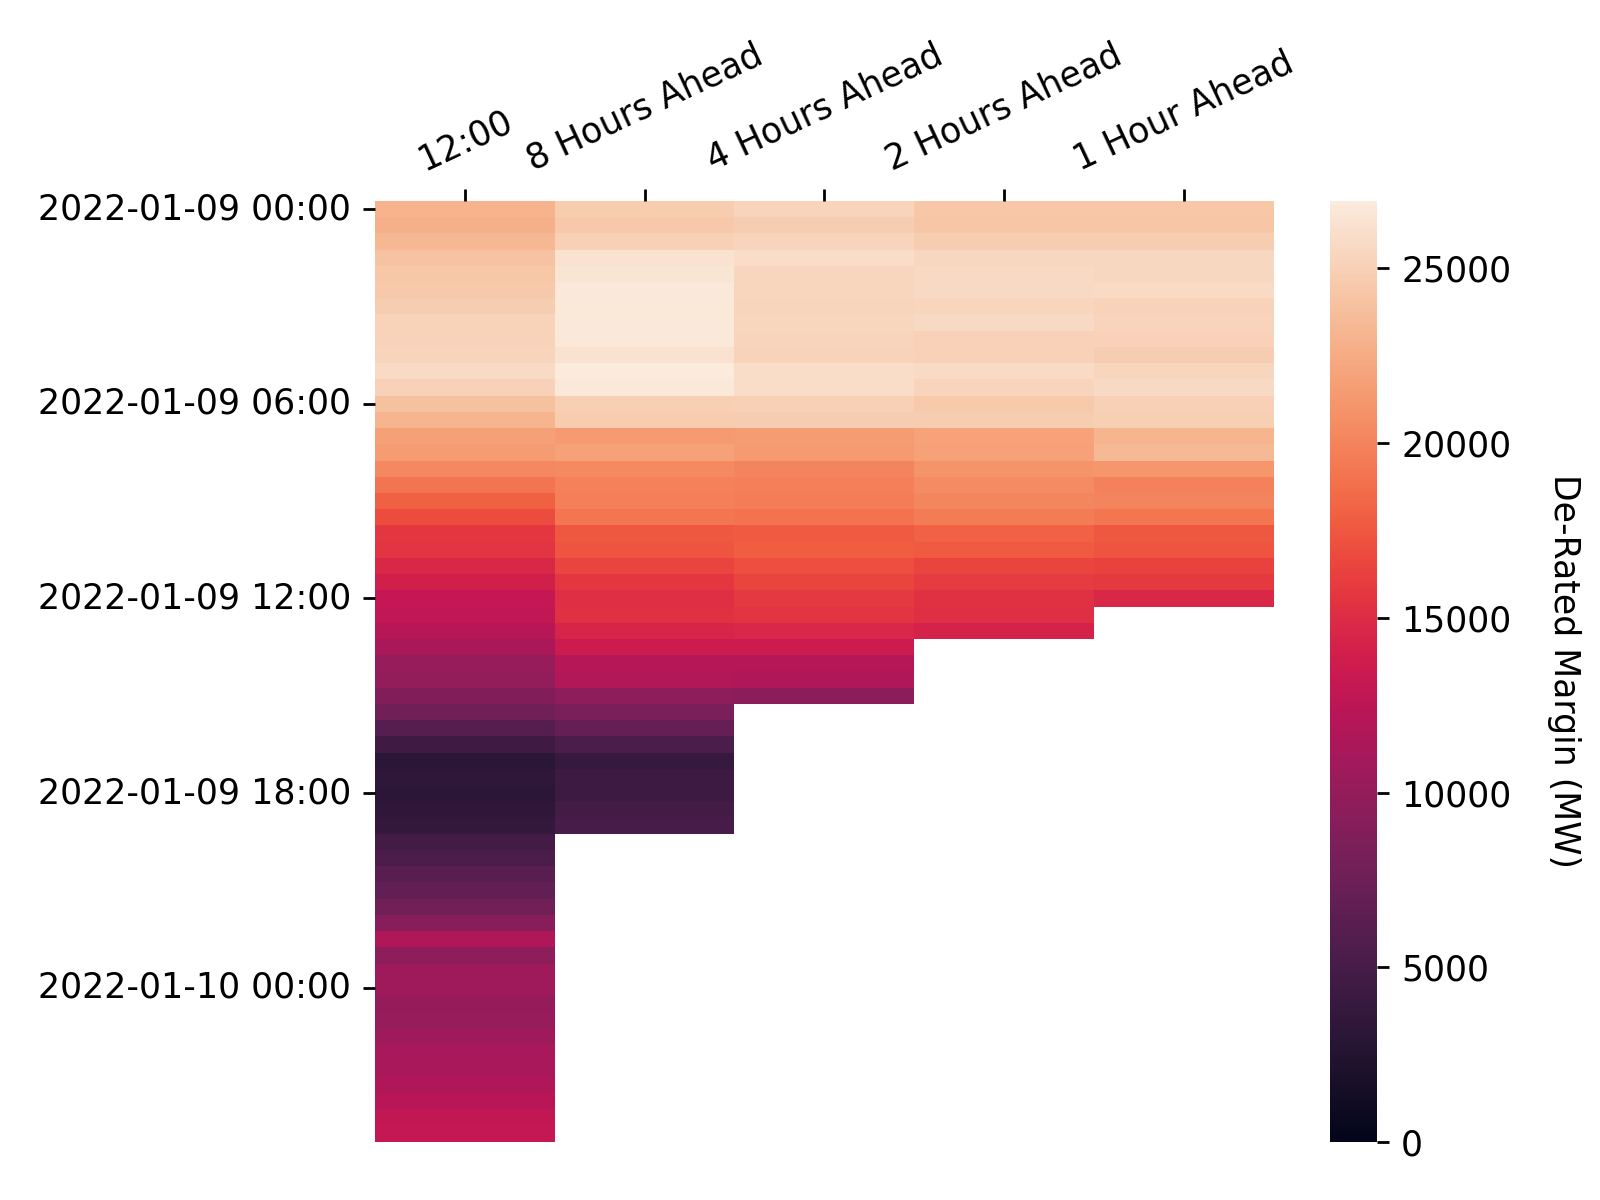 12:00
8 Hours Ahead
4 Hours Ahead
2 Hours Ahead
1 Hour Ahead
2022-01-09 00:00
2022-01-09 06:00
2022-01-09 12:00
2022-01-09 18:00
2022-01-10 00:00
25000
20000
15000
10000
5000
0
De-Rated Margin (MW)